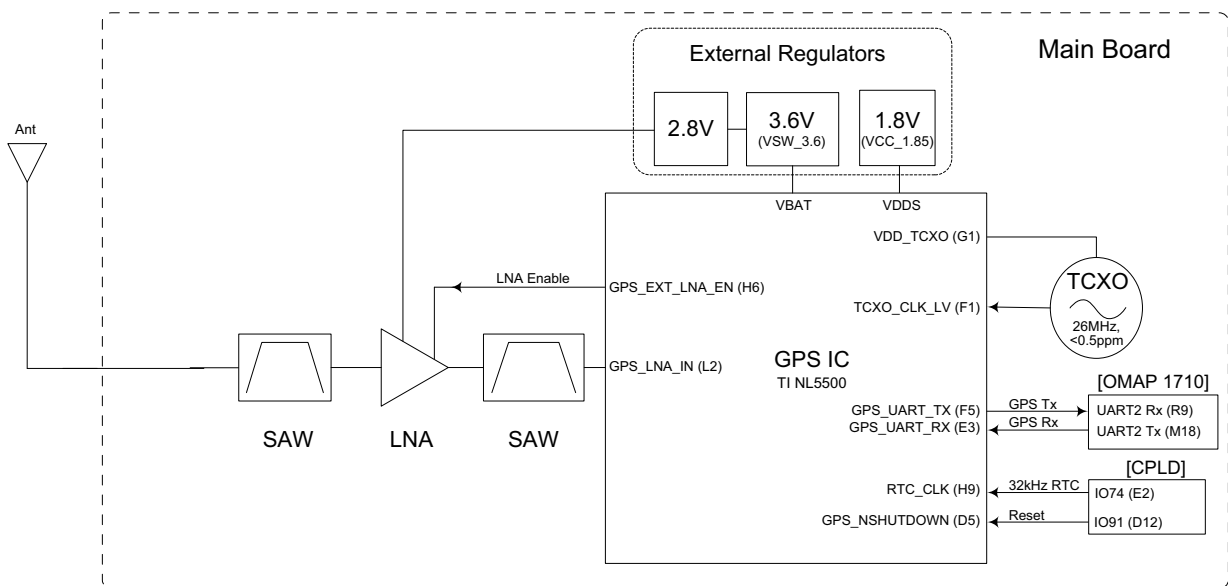 External Regulators
Main Board
2.8V
3.6V
(VSW_3.6)
1.8V
(VCC_1.85)
Ant
VBAT
VDDS
VDD_TCXO (G1)
LNA Enable
GPS_EXT_LNA_EN (H6)
TCXO_CLK_LV (F1)
TCXO
26MHz,
<0.5ppm
GPS_LNA_IN (L2)
GPS IC
TI NL5500
SAW
LNA
SAW
[OMAP 1710]
GPS_UART_TX (F5)
GPS Tx
UART2 Rx (R9)
GPS_UART_RX (E3)
GPS Rx
UART2 Tx (M18)
[CPLD]
RTC_CLK (H9)
32kHz RTC
IO74 (E2)
GPS_NSHUTDOWN (D5)
Reset
IO91 (D12)